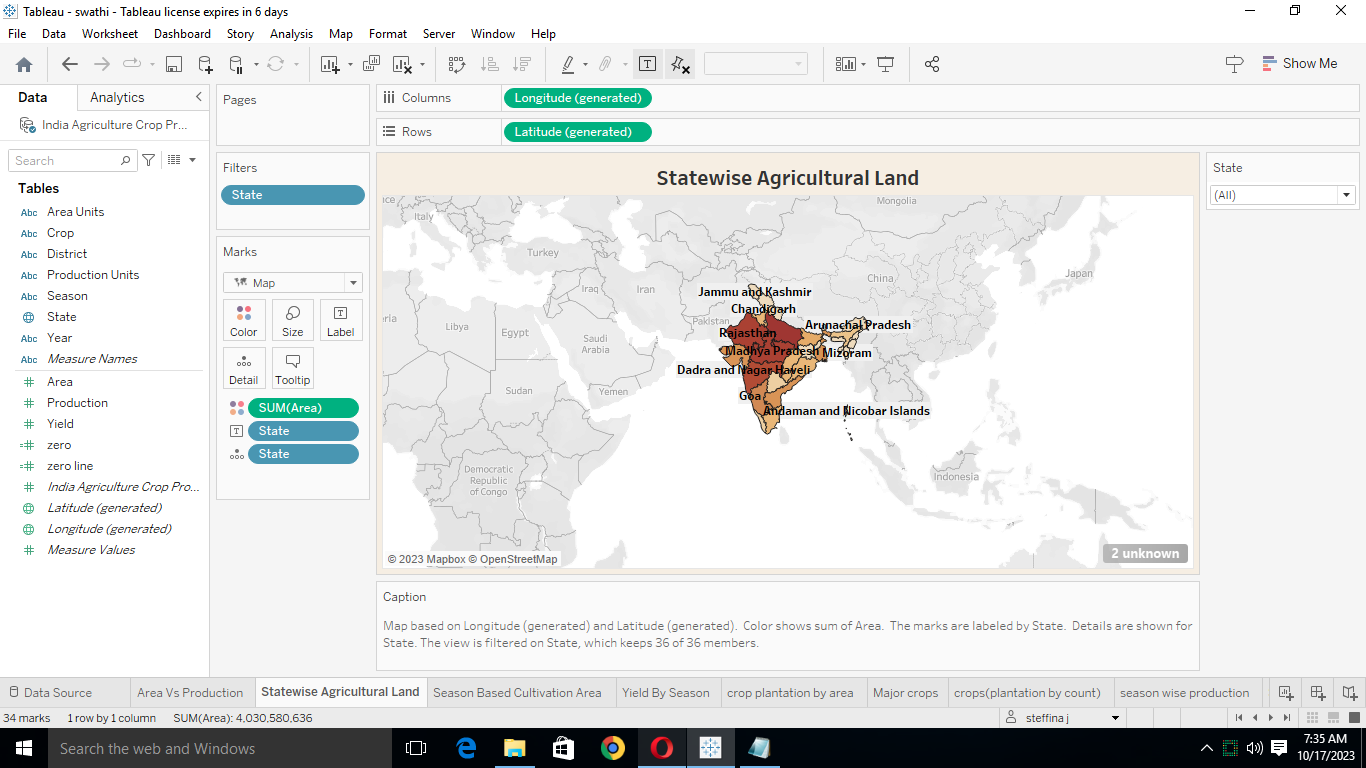 Tableau - swathi - Tableau license expires in 6 days
File Data Worksheet Dashboard Story Analysis Map Format Server Window Help
Show Me
Data Analytics
India Agriculture Crop Pr...
Search
Tables
Abc Area Units
Abc Crop
Abc District
Abc Production Units
Abc Season
State
Abc Year
Abc Measure Names
# Area
# Production
# Yield
=# zero
=# zero line
# India Agriculture Crop Pro...
Latitude (generated)
Longitude (generated)
# Measure Values
Pages
Filters
State
Marks
Map
Color Size Label
Detail Tooltip
SUM(Area)
State
State
Columns Longitude (generated)
Rows Latitude (generated)
Statewise Agricultural Land
Mongolia
Italy
Turkey
China
Japan
Iraq
Iran
Pakistan
Libya
Egypt
Saudi
Arabia
Sudan
Yemen
Democratic
Republic
of Congo
Indonesia
Jammu and Kashmir
Chandigarh
Arunachal Pradesh
Rajasthan
Madhya Pradesh
Mizoram
Dadra and Nagar Haveli
Goa
Andaman and Nicobar Islands
© 2023 Mapbox © OpenStreetMap
2 unknown
State
(All)
Caption
Map based on Longitude (generated) and Latitude (generated). Color shows sum of Area. The marks are labeled by State. Details are shown for
State. The view is filtered on State, which keeps 36 of 36 members.
Data Source Area Vs Production Statewise Agricultural Land Season Based Cultivation Area Yield By Season crop plantation by area Major crops crops(plantation by count) season wise production
34 marks 1 row by 1 column SUM(Area): 4,030,580,636 steffina j
Search the web and Windows
7:35 AM
10/17/2023